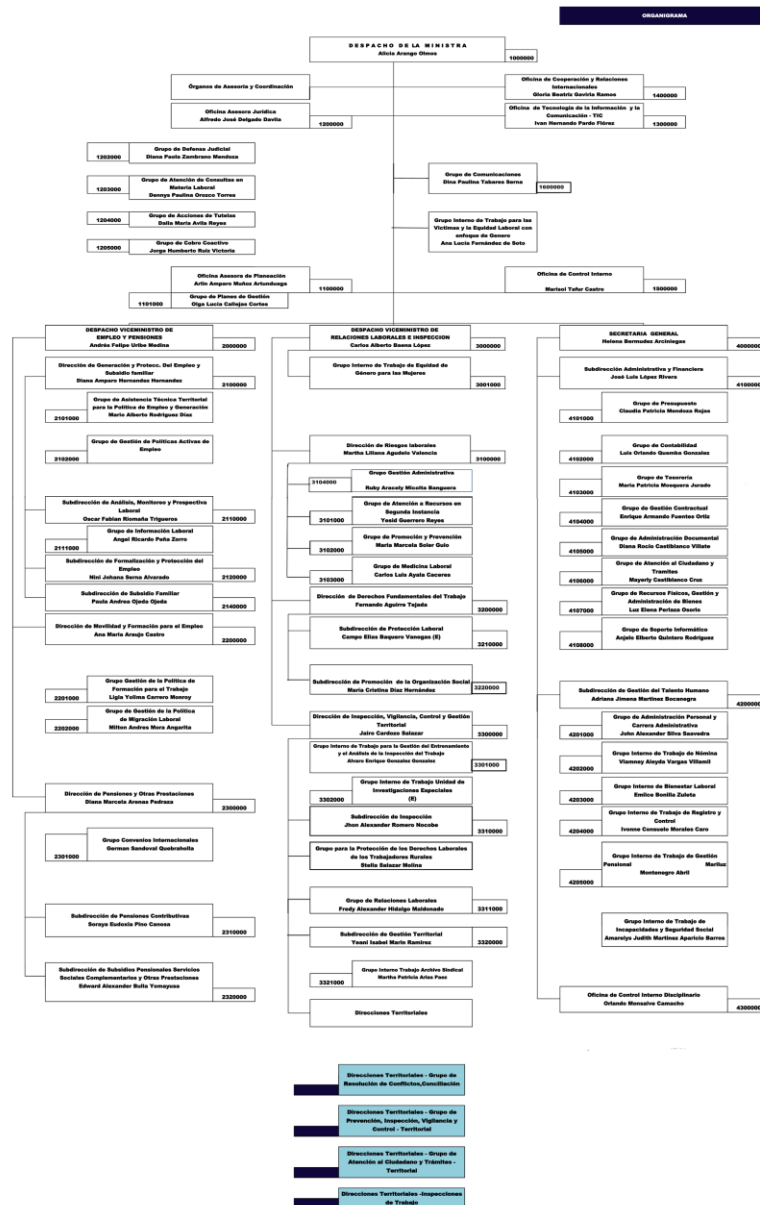 ORGANIGRAMA
DESPACHO DE LA MINISTRA
Alicia Arango Olmos
1000000
Órganos de Asesoría y Coordinación
Oficina de Cooperación y Relaciones
Internacionales
Gloria Beatriz Gaviria Ramos
1400000
Oficina Asesora Jurídica
Alfredo José Delgado Davila
1200000
Oficina de Tecnología de la Información y la
Comunicación - TIC
Ivan Hernando Pardo Flórez
1300000
1202000
Grupo de Defensa Judicial
Diana Paola Zambrano Mendoza
1203000
Grupo de Atención de Consultas en
Materia Laboral
Dennys Paulina Orozco Torres
1204000
Grupo de Acciones de Tutelas
Dalia María Avila Reyes
1205000
Grupo de Cobro Coactivo
Jorge Humberto Ruiz Victoria
Grupo de Comunicaciones
Dina Paulina Tabares Serna
1600000
Grupo Interno de Trabajo para las
Victimas y la Equidad Laboral con
enfoque de Genero
Ana Lucía Fernández de Soto
Oficina Asesora de Planeación
Arlin Amparo Muñoz Artunduaga
1100000
1101000
Grupo de Planes de Gestión
Olga Lucia Callejas Cortes
Oficina de Control Interno
Marisol Tafur Castro
1500000
DESPACHO VICEMINISTRO DE
EMPLEO Y PENSIONES
Andrés Felipe Uribe Medina
2000000
Dirección de Generación y Protecc. Del Empleo y
Subsidio familiar
Diana Amparo Hernandez Hernandez
2100000
2101000
Grupo de Asistencia Técnica Territorial
para la Política de Empleo y Generación
Mario Alberto Rodríguez Díaz
2102000
Grupo de Gestión de Políticas Activas de
Empleo
Subdirección de Análisis, Monitoreo y Prospectiva
Laboral
Oscar Fabian Riomaña Trigueros
2110000
2111000
Grupo de Información Laboral
Angel Ricardo Peña Zorro
Subdirección de Formalización y Protección del
Empleo
Nini Johana Serna Alvarado
2120000
Subdirección de Subsidio Familiar
Paula Andrea Ojeda Ojeda
2140000
Dirección de Movilidad y Formación para el Empleo
Ana Maria Araujo Castro
2200000
2201000
Grupo Gestión de la Política de
Formación para el Trabajo
Ligia Yolima Carrero Monroy
2202000
Grupo de Gestión de la Política
de Migración Laboral
Milton Andres Mora Angarita
Dirección de Pensiones y Otras Prestaciones
Diana Marcela Arenas Pedraza
2300000
2301000
Grupo Convenios Internacionales
German Sandoval Quebraholla
Subdirección de Pensiones Contributivas
Soraya Eudoxia Pino Canosa
2310000
Subdirección de Subsidios Pensionales Servicios
Sociales Complementarios y Otras Prestaciones
Edward Alexander Bulla Yomayusa
2320000
DESPACHO VICEMINISTRO DE
RELACIONES LABORALES E INSPECCION
Carlos Alberto Baena López
3000000
Grupo Interno de Trabajo de Equidad de
Género para las Mujeres
3001000
Dirección de Riesgos laborales
Martha Liliana Agudelo Valencia
3100000
3104000
Grupo Gestión Administrativa
Ruby Aracely Micolta Banguera
3101000
Grupo de Atención a Recursos en
Segunda Instancia
Yesid Guerrero Reyes
3102000
Grupo de Promoción y Prevención
Maria Marcela Soler Guio
3103000
Grupo de Medicina Laboral
Carlos Luis Ayala Caceres
Dirección de Derechos Fundamentales del Trabajo
Fernando Aguirre Tejada
3200000
Subdirección de Protección Laboral
Campo Elias Baquero Vanegas (E)
3210000
Subdirección de Promoción de la Organización Social
María Cristina Díaz Hernández
3220000
Dirección de Inspección, Vigilancia, Control y Gestión
Territorial
Jairo Cardozo Salazar
3300000
Grupo Interno de Trabajo para la Gestión del Entrenamiento
y el Análisis de la Inspección del Trabajo
Alvaro Enrique Gonzales Gonzales
3301000
3302000
Grupo Interno de Trabajo Unidad de
Investigaciones Especiales
(E)
Subdirección de Inspección
Jhon Alexander Romero Nocobe
3310000
Grupo para la Protección de los Derechos Laborales
de los Trabajadores Rurales
Stella Salazar Molina
Grupo de Relaciones Laborales
Fredy Alexander Hidalgo Maldonado
3311000
Subdirección de Gestión Territorial
Yeani Isabel Marin Ramirez
3320000
3321000
Grupo Interno Trabajo Archivo Sindical
Martha Patricia Arias Paez
Direcciones Territoriales
SECRETARIA GENERAL
Helena Bermudez Arciniegas
4000000
Subdirección Administrativa y Financiera
José Luis López Rivera
4100000
4101000
Grupo de Presupuesto
Claudia Patricia Mendoza Rojas
4102000
Grupo de Contabilidad
Luis Orlando Quemba Gonzalez
4103000
Grupo de Tesorería
Maria Patricia Mosquera Jurado
4104000
Grupo de Gestión Contractual
Enrique Armando Fuentes Ortiz
4105000
Grupo de Administración Documental
Diana Rocío Castiblanco Villate
4106000
Grupo de Atención al Ciudadano y
Tramites
Mayerly Castiblanco Cruz
4107000
Grupo de Recursos Físicos, Gestión y
Administración de Bienes
Luz Elena Perlaza Osorio
4108000
Grupo de Soporte Informático
Anjelo Elberto Quintero Rodriguez
Subdirección de Gestión del Talento Humano
Adriana Jimena Martinez Bocanegra
4200000
4201000
Grupo de Administración Personal y
Carrera Administrativa
John Alexander Silva Saavedra
4202000
Grupo Interno de Trabajo de Nómina
Vianney Aleyda Vargas Villamil
4203000
Grupo Interno de Bienestar Laboral
Emilce Bonilla Zuleta
4204000
Grupo Interno de Trabajo de Registro y
Control
Ivonne Consuelo Morales Caro
4205000
Grupo Interno de Trabajo de Gestión
Pensional Mariluz
Montenegro Abril
Grupo Interno de Trabajo de
Incapacidades y Seguridad Social
Amarelys Judith Martinez Aparicio Barros
Oficina de Control Interno Disciplinario
Orlando Monsalve Camacho
4300000
Direcciones Territoriales - Grupo de
Resolución de Conflictos,Conciliación
Direcciones Territoriales - Grupo de
Prevención, Inspección, Vigilancia y
Control - Territorial
Direcciones Territoriales - Grupo de
Atención al Ciudadano y Trámites -
Territorial
Direcciones Territoriales -Inspecciones
de Trabajo